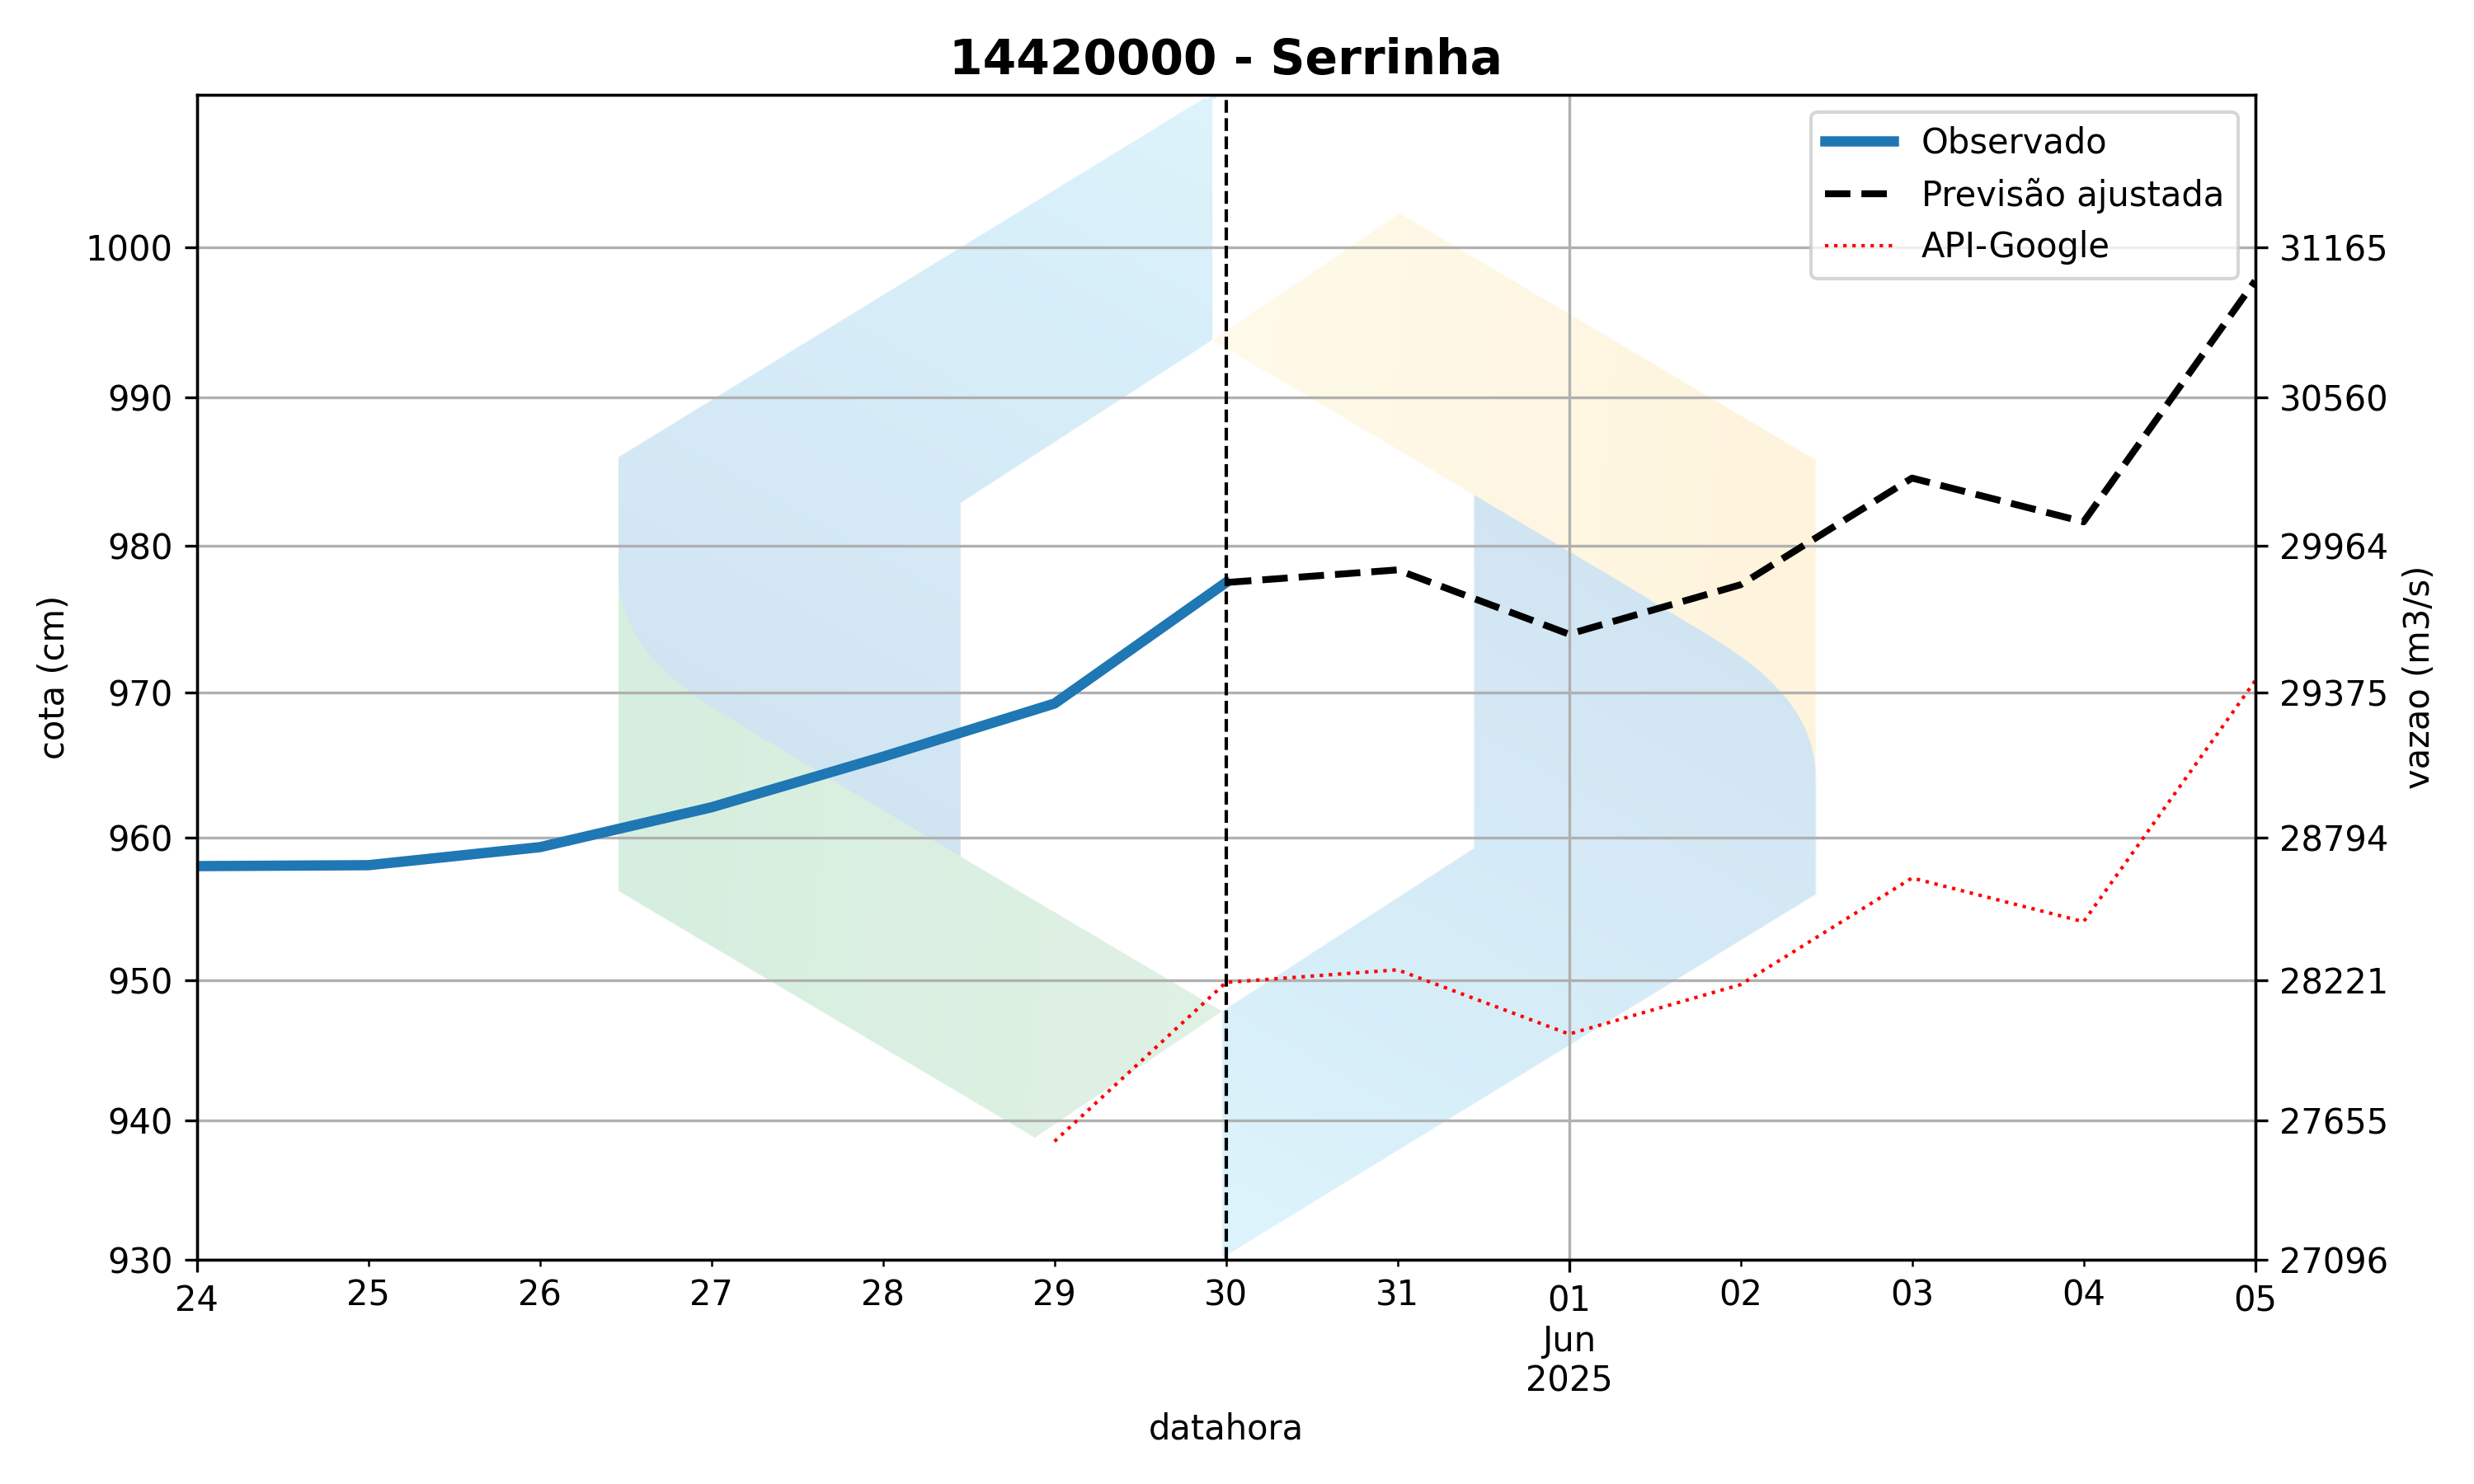 14420000 - Serrinha
Observado
Previsão ajustada
API-Google
1000
990
980
970
960
950
940
930
cota (cm)
31165
30560
29964
29375
28794
28221
27655
27096
vazao (m3/s)
24 25 26 27 28 29 30 31 01 02 03 04 05
Jun
2025
datahora